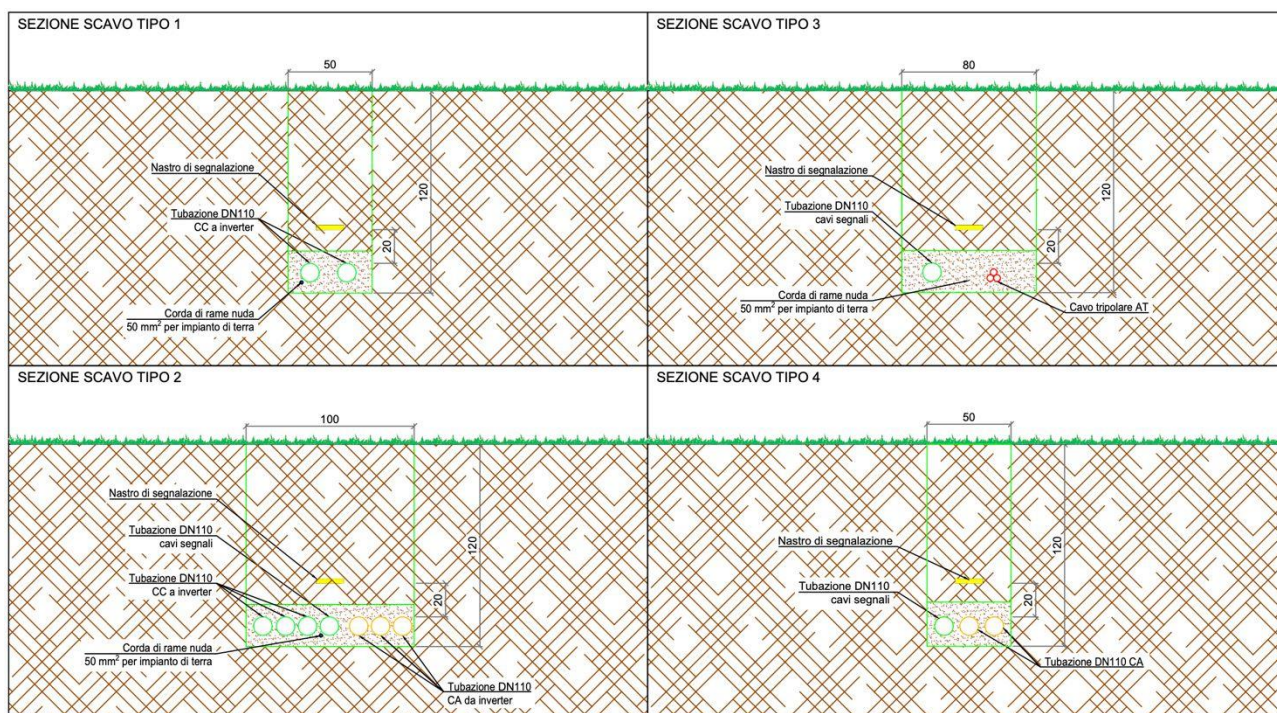 SEZIONE SCAVO TIPO 1
50
Nastro di segnalazione
Tubazione DN110
CC a inverter
120
20
Corda di rame nuda
50 mm² per impianto di terra
SEZIONE SCAVO TIPO 3
80
Nastro di segnalazione
Tubazione DN110
cavi segnali
120
20
Corda di rame nuda
50 mm² per impianto di terra
Cavo tripolare AT
SEZIONE SCAVO TIPO 2
100
Nastro di segnalazione
Tubazione DN110
cavi segnali
Tubazione DN110
CC a inverter
120
20
Corda di rame nuda
50 mm² per impianto di terra
Tubazione DN110
CA da inverter
SEZIONE SCAVO TIPO 4
50
Nastro di segnalazione
Tubazione DN110
cavi segnali
120
20
Tubazione DN110 CA